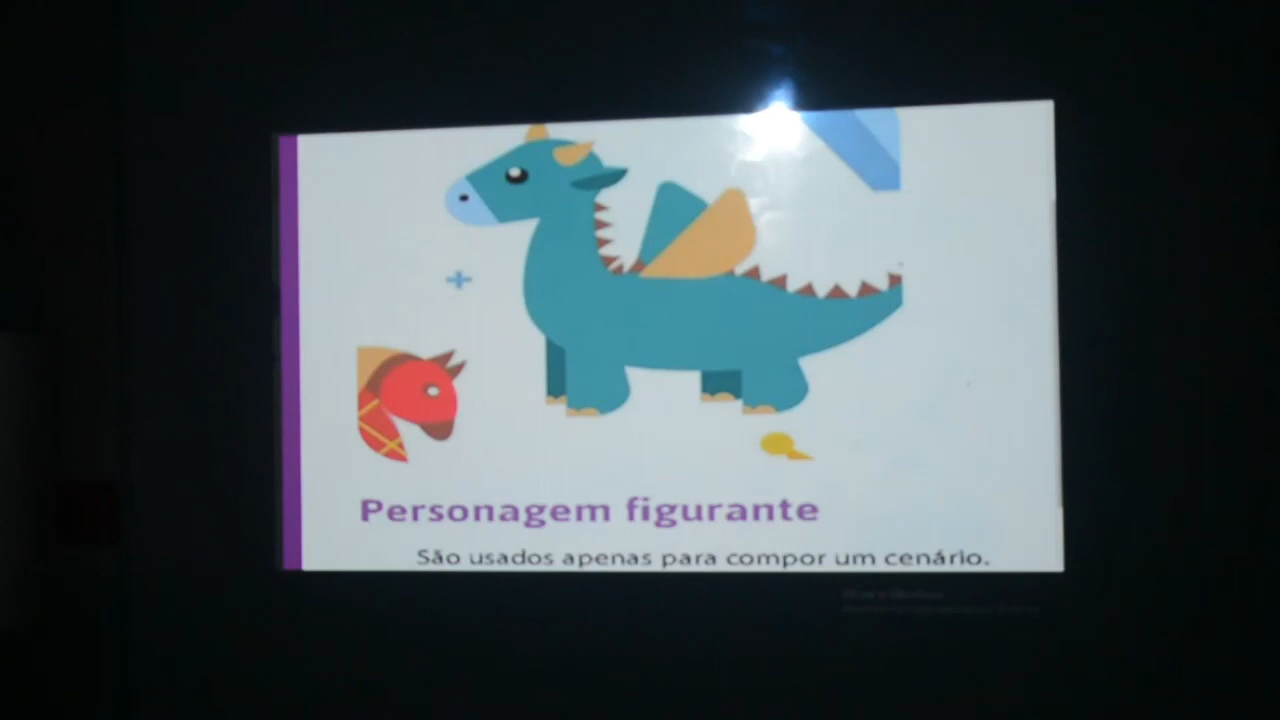 Personagem figurante
São usados apenas para compor um cenário.